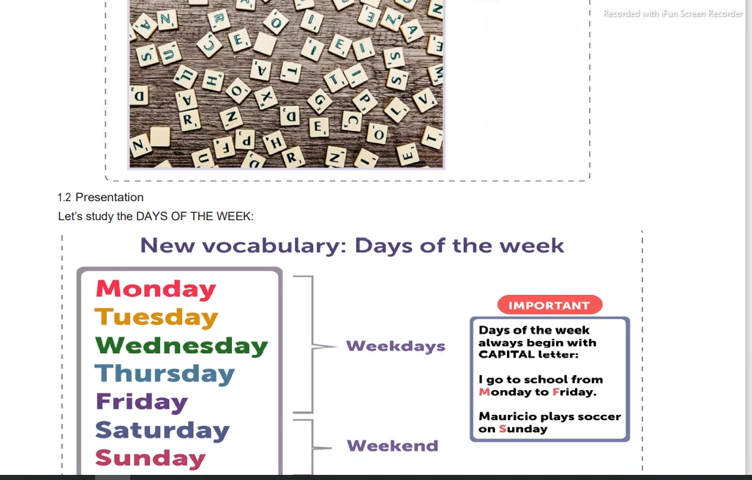 Recorded with iFun Screen Recorder
1.2 Presentation
Let's study the DAYS OF THE WEEK:
New vocabulary: Days of the week
Monday
Tuesday
Wednesday
Thursday
Friday
Saturday
Sunday
Weekdays
Weekend
IMPORTANT
Days of the week
always begin with
CAPITAL letter:
I go to school from
Monday to Friday.
Mauricio plays soccer
on Sunday